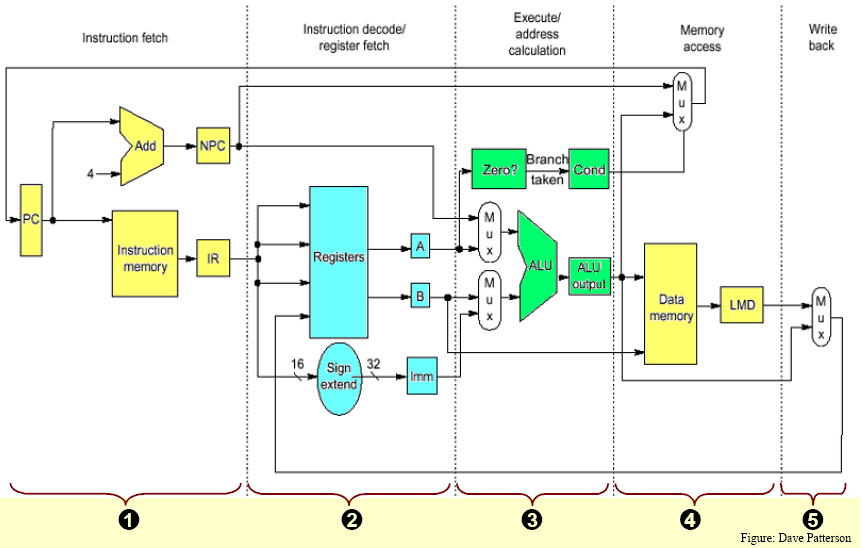 Instruction fetch
Instruction decode/
register fetch
Execute/
address
calculation
Memory
access
Write
back
M
u
x
Add
NPC
4
Zero?
Branch
taken
Cond
PC
Instruction
memory
IR
Registers
A
B
M
u
x
M
u
x
ALU
ALU
output
Data
memory
LMD
M
u
x
16
Sign
extend
32
Imm
1
2
3
4
5
Figure: Dave Patterson